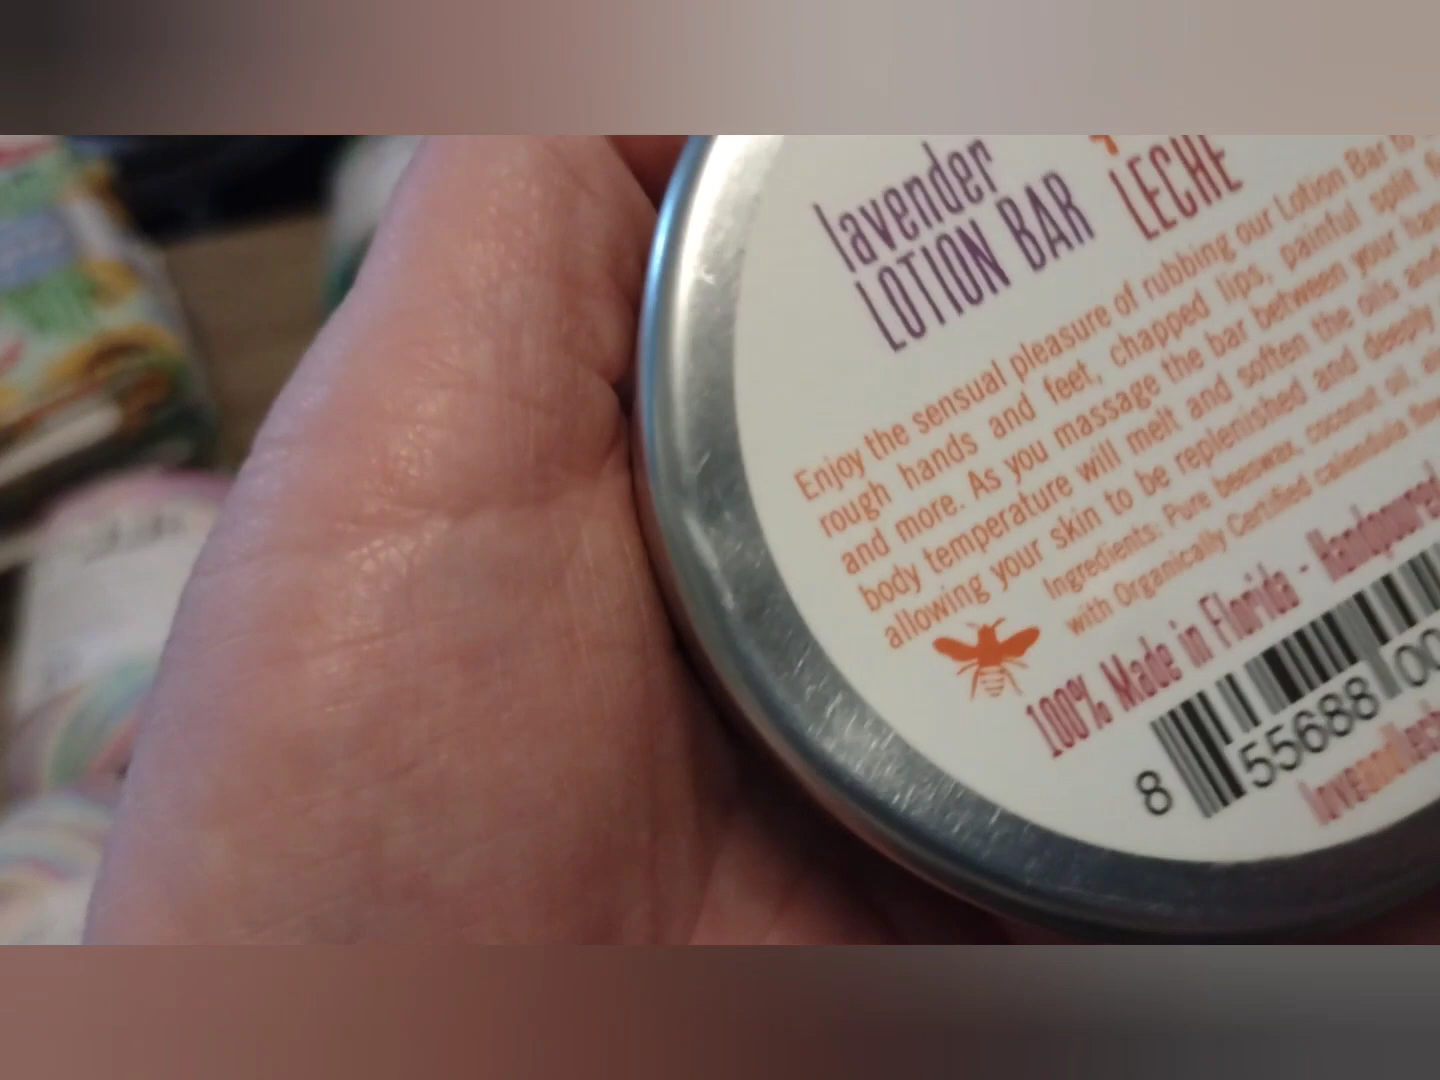 lavender
LOTION BAR
LECHE
Enjoy the sensual pleasure of rubbing our Lotion Bar to
rough hands and feet, chapped lips, painful split
and more. As you massage the bar between your
body temperature will melt and soften the oils and
allowing your skin to be replenished and deeply
Ingredients: Pure beeswax, coconut oil,
with Organically Certified calendula
100% Made in Florida - Handpoured
8 55688 00